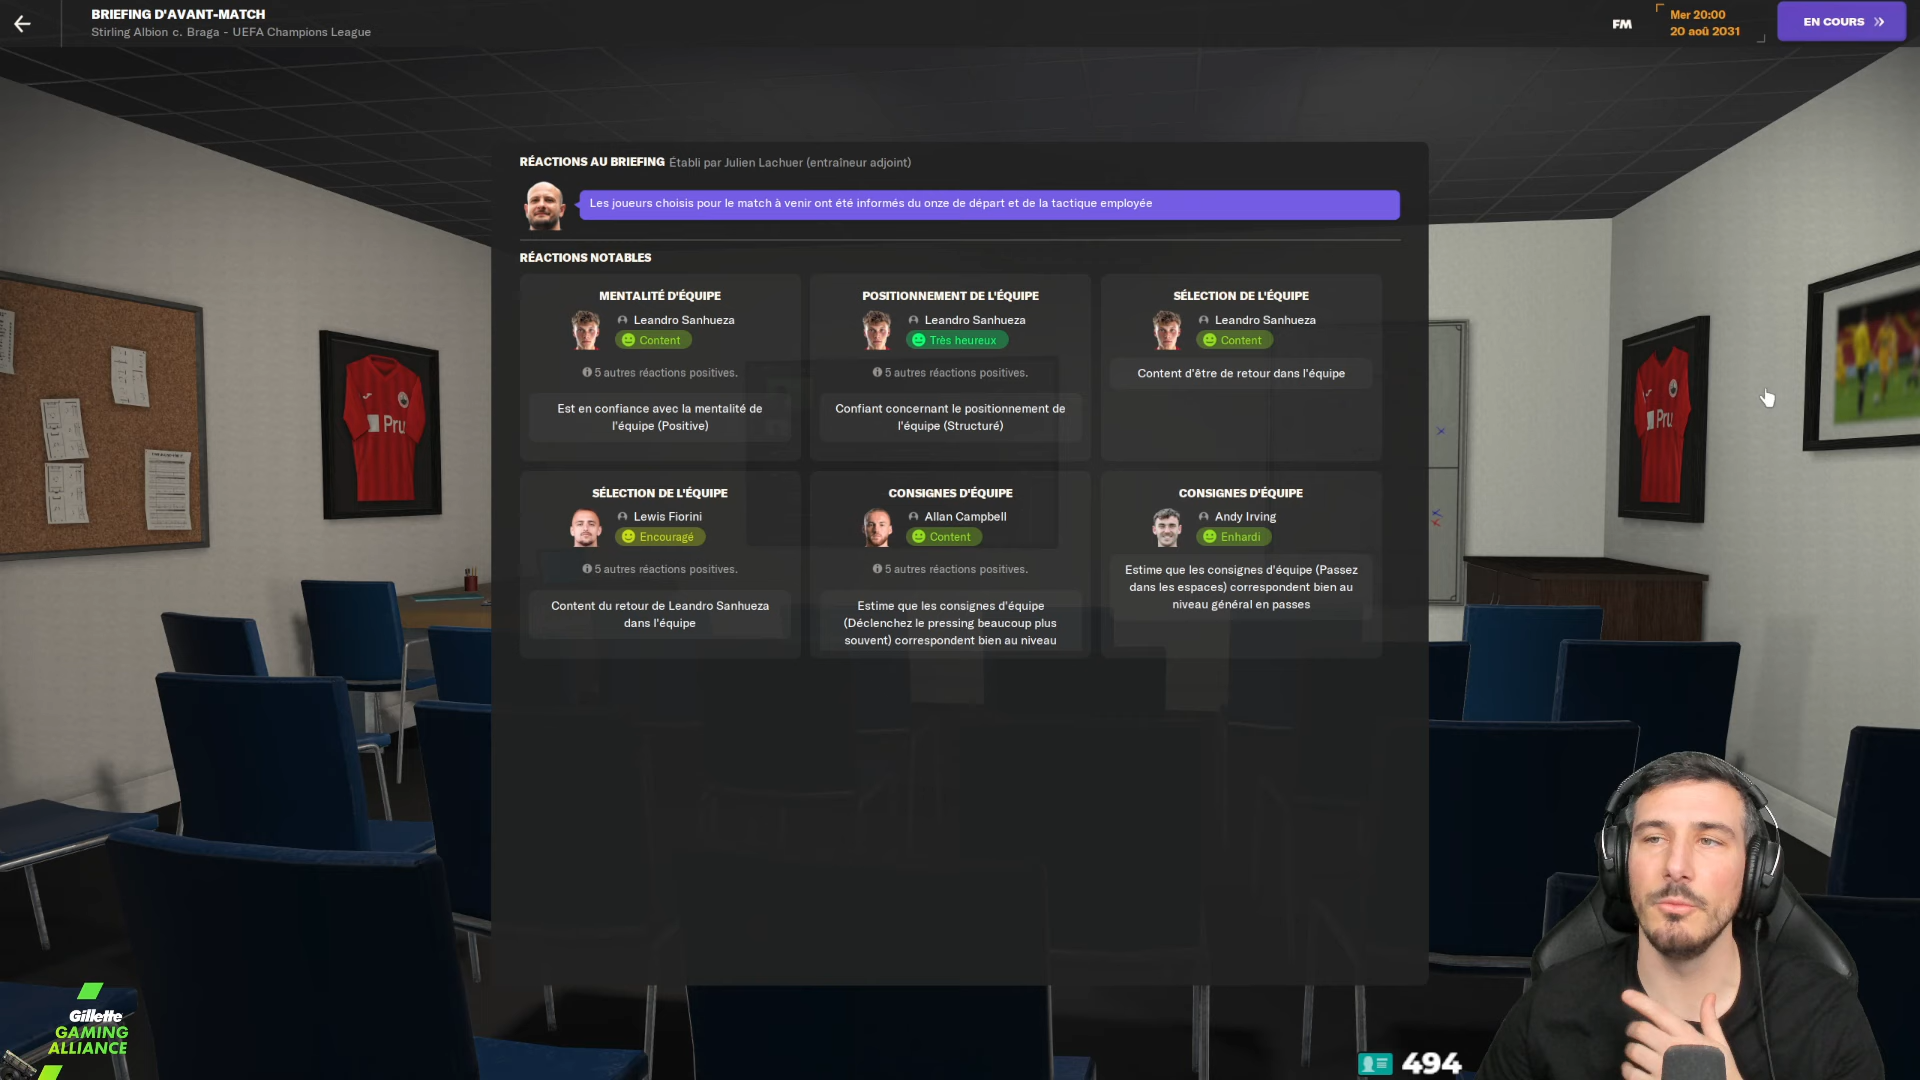 BRIEFING D'AVANT-MATCH
Stirling Albion c. Braga - UEFA Champions League
FM
Mer 20:00
20 aoû 2031
EN COURS
RÉACTIONS AU BRIEFING Établi par Julien Lachuer (entraîneur adjoint)
Les joueurs choisis pour le match à venir ont été informés du onze de départ et de la tactique employée
RÉACTIONS NOTABLES
MENTALITÉ D'ÉQUIPE
Leandro Sanhueza
Content
5 autres réactions positives.
Est en confiance avec la mentalité de
l'équipe (Positive)
POSITIONNEMENT DE L'ÉQUIPE
Leandro Sanhueza
Très heureux
5 autres réactions positives.
Confiant concernant le positionnement de
l'équipe (Structuré)
SÉLECTION DE L'ÉQUIPE
Leandro Sanhueza
Content
Content d'être de retour dans l'équipe
SÉLECTION DE L'ÉQUIPE
Lewis Fiorini
Encouragé
5 autres réactions positives.
Content du retour de Leandro Sanhueza
dans l'équipe
CONSIGNES D'ÉQUIPE
Allan Campbell
Content
5 autres réactions positives.
Estime que les consignes d'équipe
(Déclenchez le pressing beaucoup plus
souvent) correspondent bien au niveau
CONSIGNES D'ÉQUIPE
Andy Irving
Enhardi
Estime que les consignes d'équipe (Passez
dans les espaces) correspondent bien au
niveau général en passes
Pru
Pru
Gillette
GAMING
ALLIANCE
494